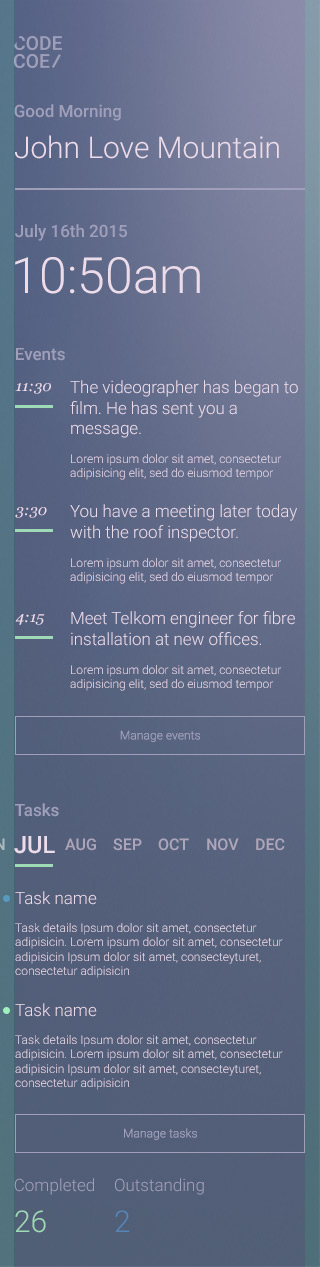 CODE
COE/
Good Morning
John Love Mountain
July 16th 2015
10:50am
Events
11:30
The videographer has began to
film. He has sent you a
message.
Lorem ipsum dolor sit amet, consectetur
adipisicing elit, sed do eiusmod tempor
3:30
You have a meeting later today
with the roof inspector.
Lorem ipsum dolor sit amet, consectetur
adipisicing elit, sed do eiusmod tempor
4:15
Meet Telkom engineer for fibre
installation at new offices.
Lorem ipsum dolor sit amet, consectetur
adipisicing elit, sed do eiusmod tempor
Manage events
Tasks
N JUL AUG SEP OCT NOV DEC
Task name
Task details Ipsum dolor sit amet, consectetur
adipisicin. Lorem ipsum dolor sit amet, consectetur
adipisicin Ipsum dolor sit amet, consecteyturet,
consectetur adipisicin
Task name
Task details Ipsum dolor sit amet, consectetur
adipisicin. Lorem ipsum dolor sit amet, consectetur
adipisicin Ipsum dolor sit amet, consecteyturet,
consectetur adipisicin
Manage tasks
Completed Outstanding
26 2